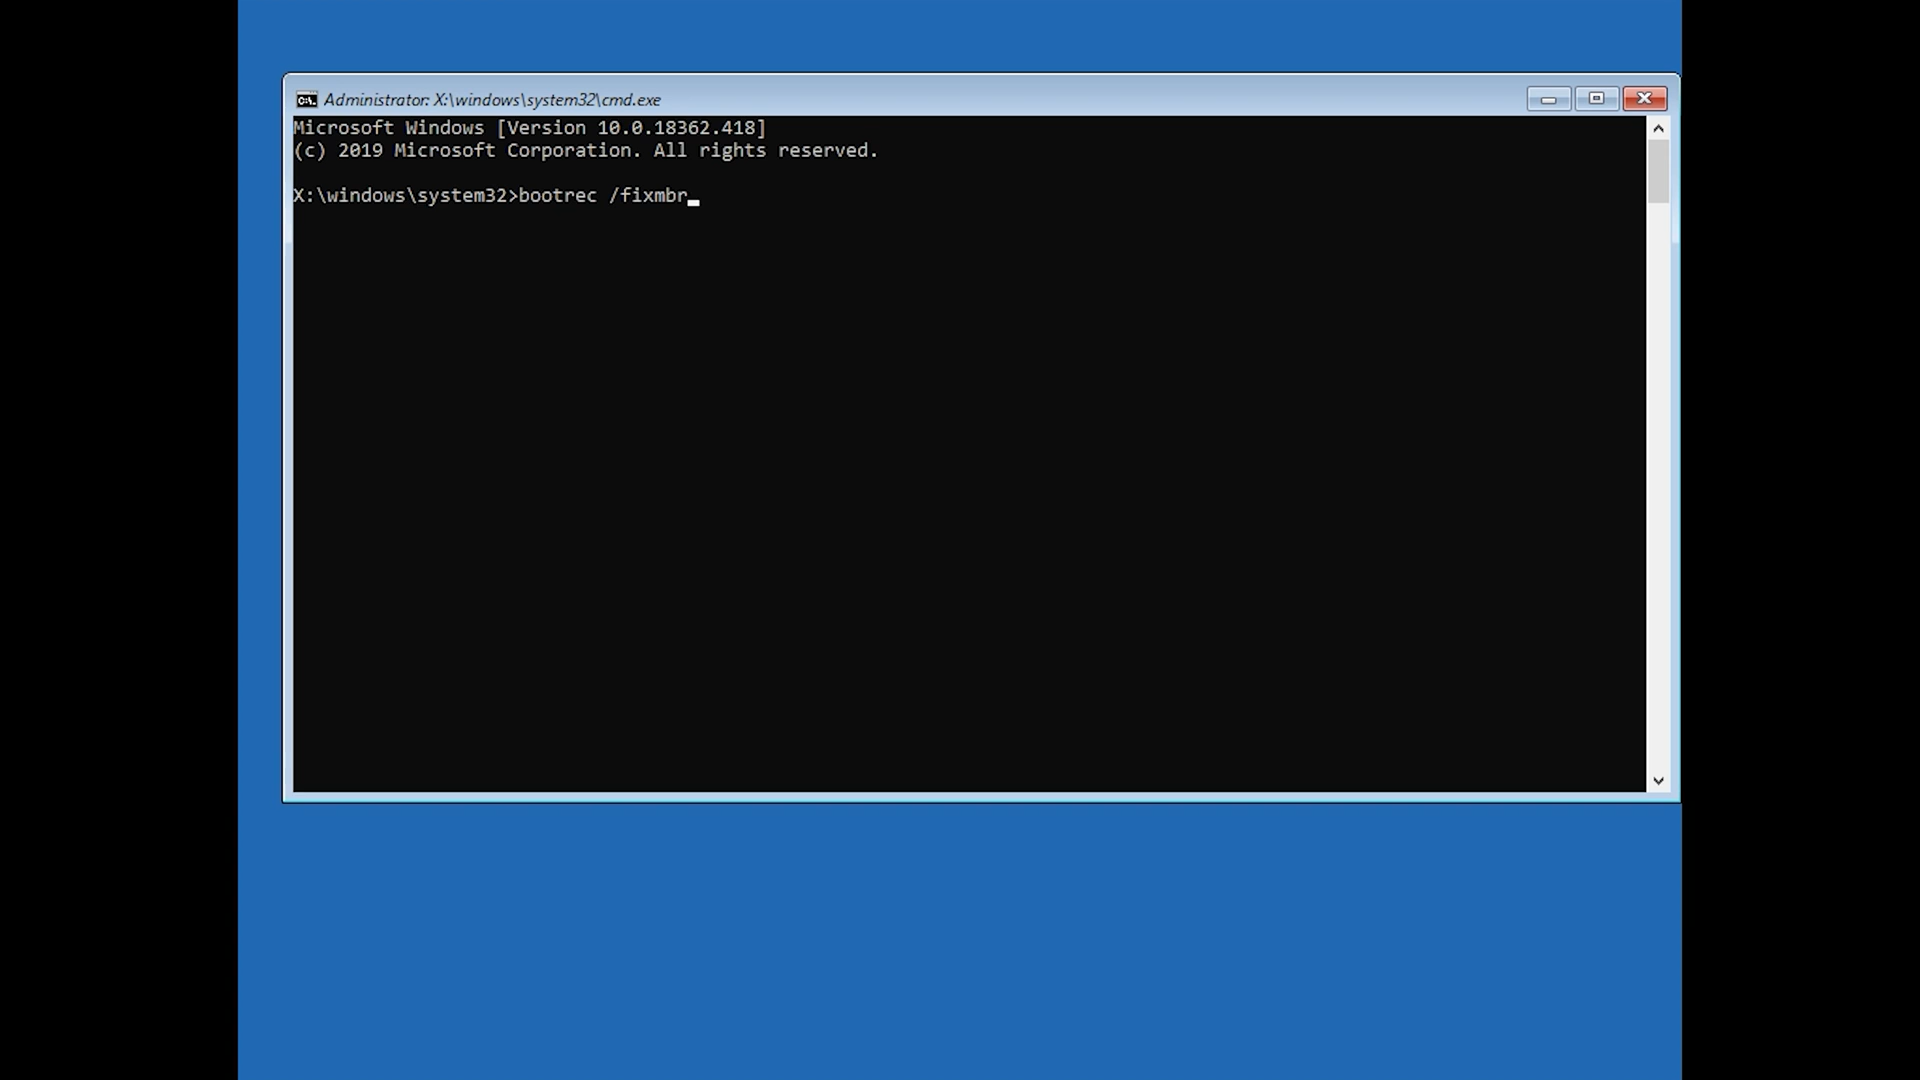 Administrator: X:\windows\system32\cmd.exe
Microsoft Windows [Version 10.0.18362.418]
(c) 2019 Microsoft Corporation. All rights reserved.
X:\windows\system32>bootrec /fixmbr